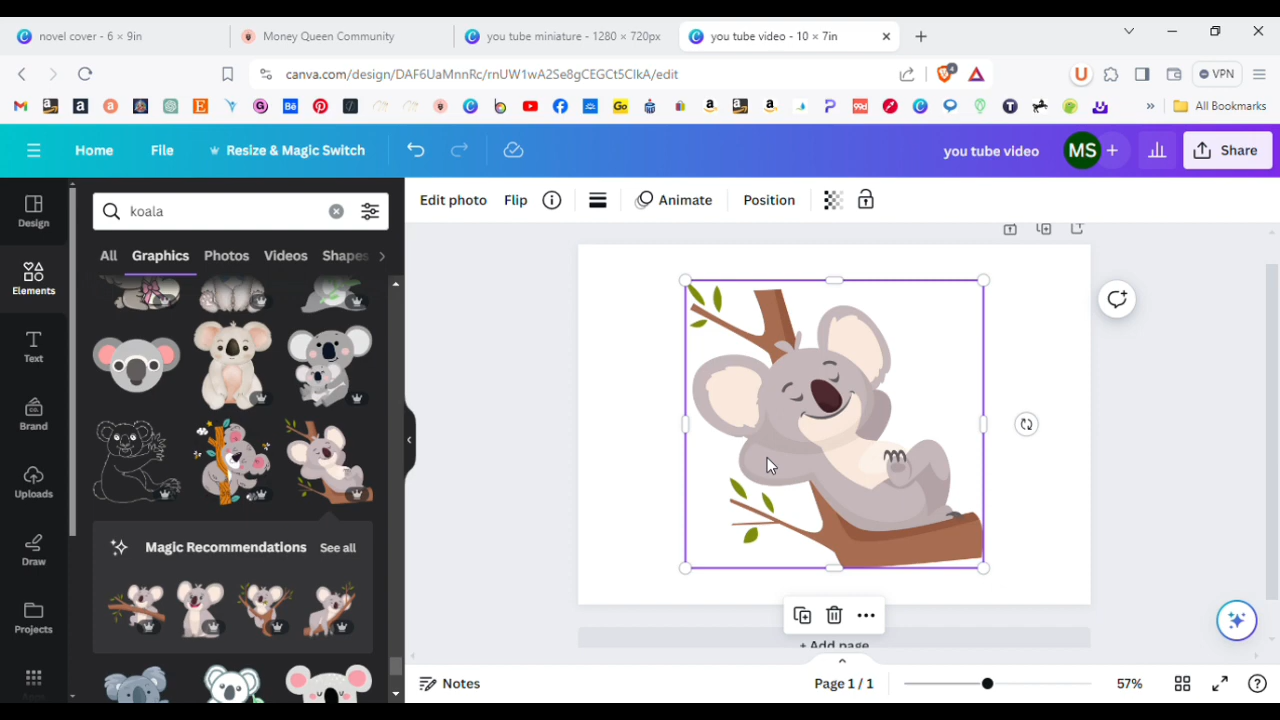 novel cover - 6 × 9in
Money Queen Community
you tube miniature - 1280 × 720px
you tube video - 10 × 7in
canva.com/design/DAF6UaMnnRc/rnUW1wA2Se8gCEGCt5ClkA/edit
4
U
VPN
All Bookmarks
Home
File
Resize & Magic Switch
you tube video
MS
Share
koala
Edit photo
Flip
Animate
Position
Design
Elements
Text
Brand
Uploads
Draw
Projects
All
Graphics
Photos
Videos
Shapes
Magic Recommendations
See all
+ Add page
Notes
Page 1 / 1
57%